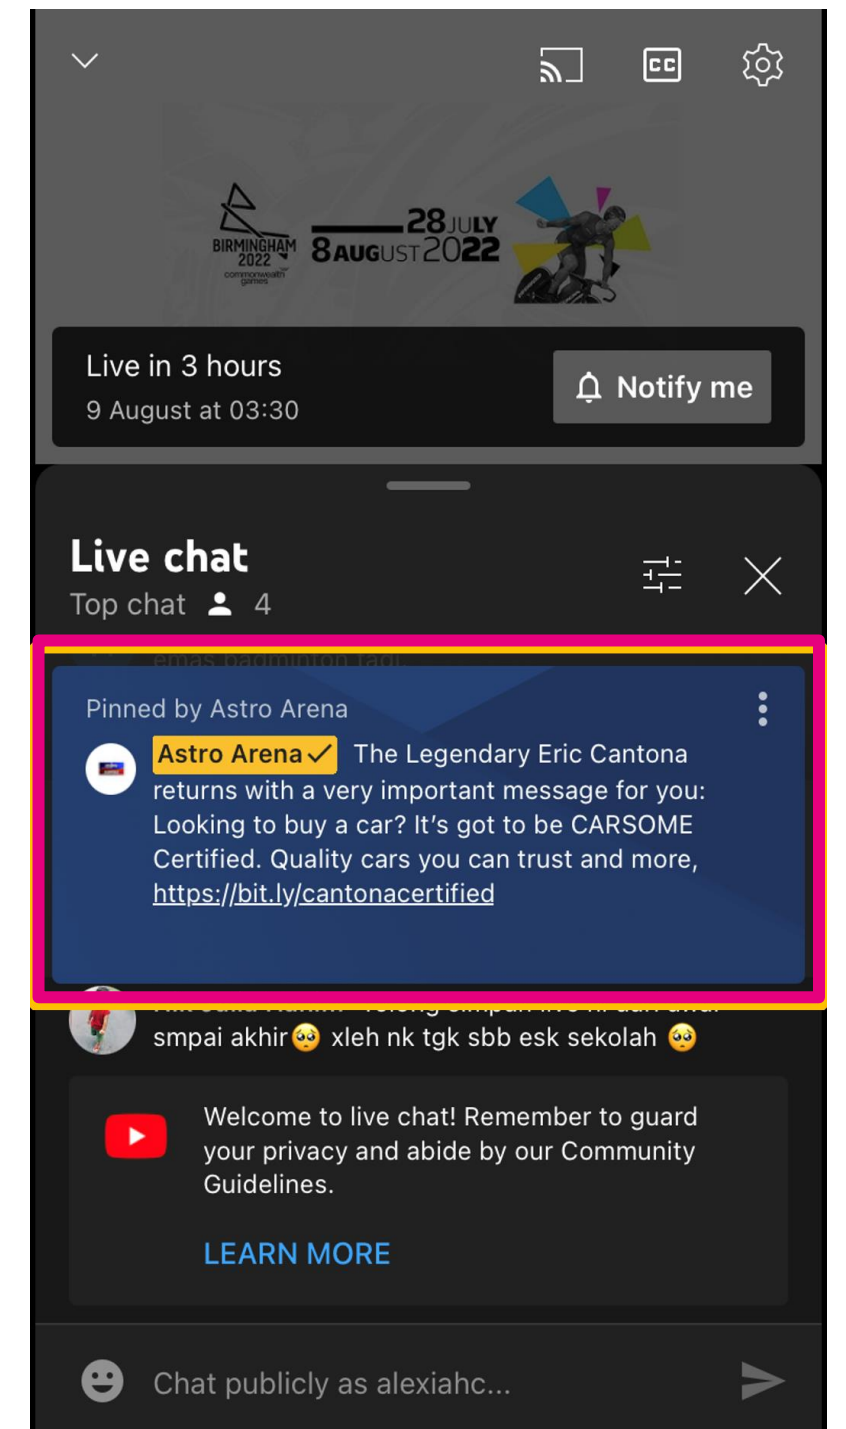 CC
28JULY
BIRMINGHAM
2022
commonwealth
games
8AUGUST2022
Live in 3 hours
9 August at 03:30
Notify me
Live chat
Top chat 4
emas badminton tadi
Pinned by Astro Arena
Astro Arena✓ The Legendary Eric Cantona
returns with a very important message for you:
Looking to buy a car? It’s got to be CARSOME
Certified. Quality cars you can trust and more,
https://bit.ly/cantonacertified
smpai akhir🥺 xleh nk tgk sbb esk sekolah 🥺
Welcome to live chat! Remember to guard
your privacy and abide by our Community
Guidelines.
LEARN MORE
Chat publicly as alexiahc...